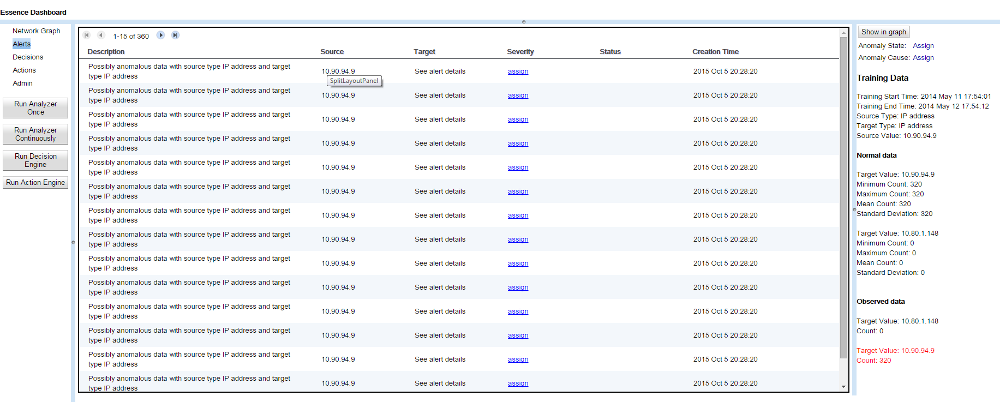 Essence Dashboard
Network Graph
Alerts
Decisions
Actions
Admin
Run Analyzer
Once
Run Analyzer
Continuously
Run Decision
Engine
Run Action Engine
1-15 of 360
Description Source Target Severity Status Creation Time
Possibly anomalous data with source type IP address and target
type IP address
10.90.94.9 See alert details assign 2015 Oct 5 20:28:20
SplitLayoutPanel
Possibly anomalous data with source type IP address and target
type IP address
10.90.94.9 See alert details assign 2015 Oct 5 20:28:20
Possibly anomalous data with source type IP address and target
type IP address
10.90.94.9 See alert details assign 2015 Oct 5 20:28:20
Possibly anomalous data with source type IP address and target
type IP address
10.90.94.9 See alert details assign 2015 Oct 5 20:28:20
Possibly anomalous data with source type IP address and target
type IP address
10.90.94.9 See alert details assign 2015 Oct 5 20:28:20
Possibly anomalous data with source type IP address and target
type IP address
10.90.94.9 See alert details assign 2015 Oct 5 20:28:20
Possibly anomalous data with source type IP address and target
type IP address
10.90.94.9 See alert details assign 2015 Oct 5 20:28:20
Possibly anomalous data with source type IP address and target
type IP address
10.90.94.9 See alert details assign 2015 Oct 5 20:28:20
Possibly anomalous data with source type IP address and target
type IP address
10.90.94.9 See alert details assign 2015 Oct 5 20:28:20
Possibly anomalous data with source type IP address and target
type IP address
10.90.94.9 See alert details assign 2015 Oct 5 20:28:20
Possibly anomalous data with source type IP address and target
type IP address
10.90.94.9 See alert details assign 2015 Oct 5 20:28:20
Possibly anomalous data with source type IP address and target
type IP address
10.90.94.9 See alert details assign 2015 Oct 5 20:28:20
Possibly anomalous data with source type IP address and target
type IP address
10.90.94.9 See alert details assign 2015 Oct 5 20:28:20
Possibly anomalous data with source type IP address and target
type IP address
10.90.94.9 See alert details assign 2015 Oct 5 20:28:20
Show in graph
Anomaly State: Assign
Anomaly Cause: Assign
Training Data
Training Start Time: 2014 May 11 17:54:01
Training End Time: 2014 May 12 17:54:12
Source Type: IP address
Target Type: IP address
Source Value: 10.90.94.9
Normal data
Target Value: 10.90.94.9
Minimum Count: 320
Maximum Count: 320
Mean Count: 320
Standard Deviation: 320
Target Value: 10.80.1.148
Minimum Count: 0
Maximum Count: 0
Mean Count: 0
Standard Deviation: 0
Observed data
Target Value: 10.80.1.148
Count: 0
Target Value: 10.90.94.9
Count: 320